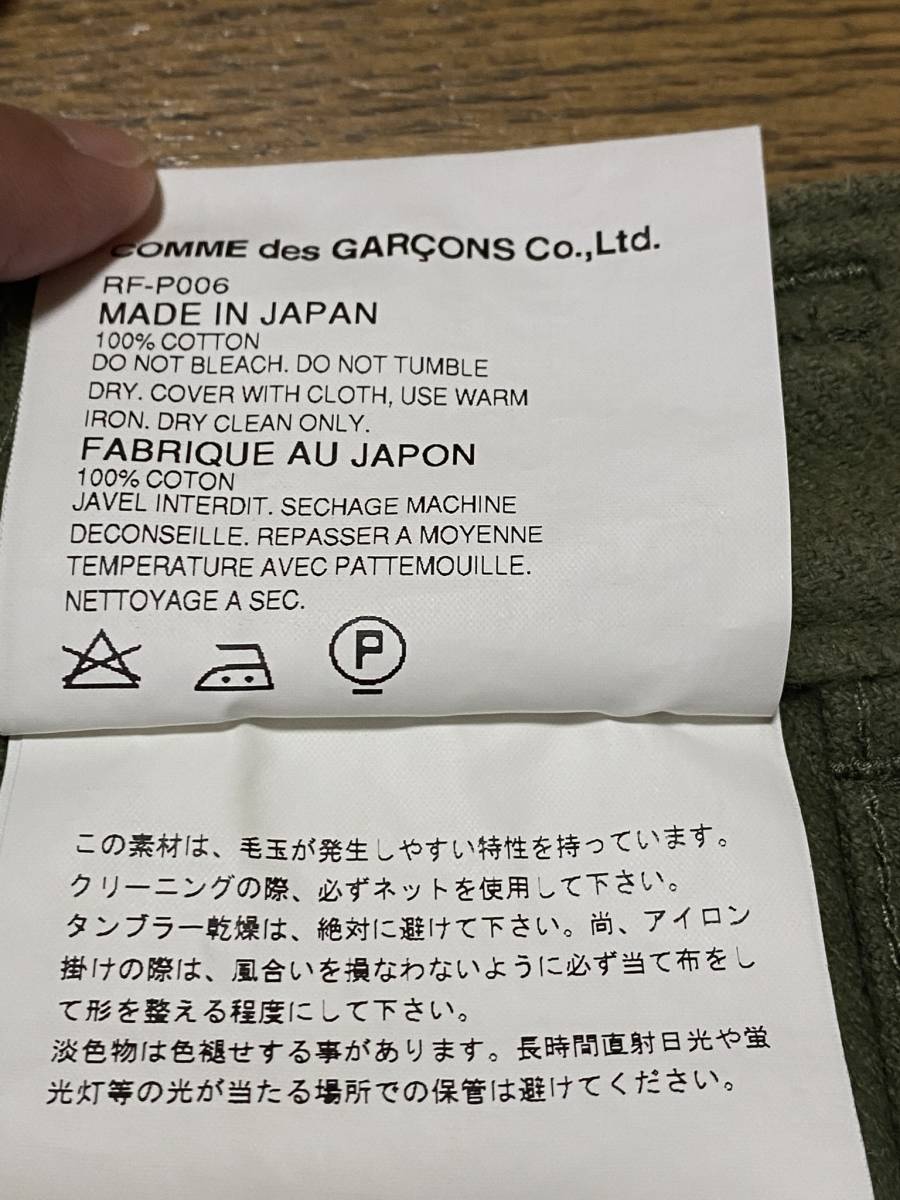 COMME des GARÇONS Co.,Ltd.
RF-P006
MADE IN JAPAN
100% COTTON
DO NOT BLEACH. DO NOT TUMBLE
DRY. COVER WITH CLOTH, USE WARM
IRON. DRY CLEAN ONLY.
FABRIQUE AU JAPON
100% COTON
JAVEL INTERDIT. SECHAGE MACHINE
DECONSEILLE. REPASSER A MOYENNE
TEMPERATURE AVEC PATTEMOUILLE.
NETTOYAGE A SEC.
P
この素材は、毛玉が発生しやすい特性を持っています。
クリーニングの際、必ずネットを使用して下さい。
タンブラー乾燥は、絶対に避けて下さい。尚、アイロン
掛けの際は、風合いを損なわないように必ず当て布をし
て形を整える程度にして下さい。
淡色物は色褪せする事があります。長時間直射日光や蛍
光灯等の光が当たる場所での保管は避けてください。